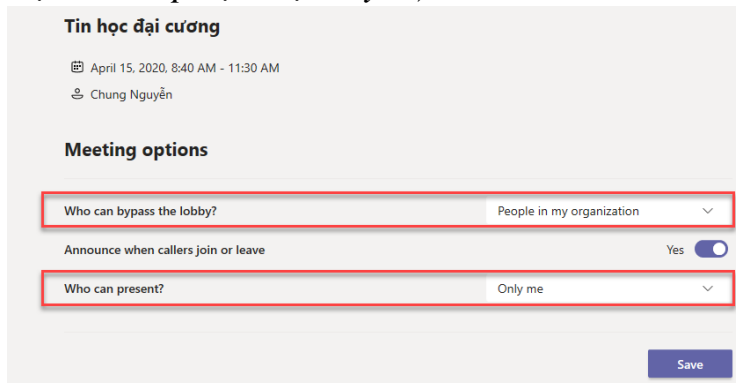 Tin học đại cương
April 15, 2020, 8:40 AM - 11:30 AM
Chung Nguyễn
Meeting options
Who can bypass the lobby? People in my organization
Announce when callers join or leave Yes
Who can present? Only me
Save